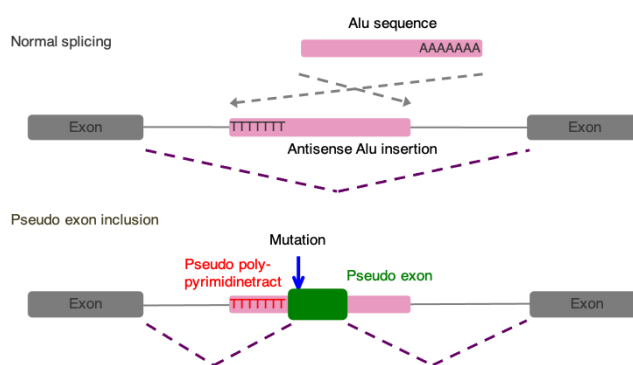 Alu sequence
Normal splicing
AAAAAAA
Exon
TTTTTTT
Exon
Antisense Alu insertion
Pseudo exon inclusion
Mutation
Pseudo poly-
pyrimidinetract
Pseudo exon
Exon
TTTTTTT
Exon